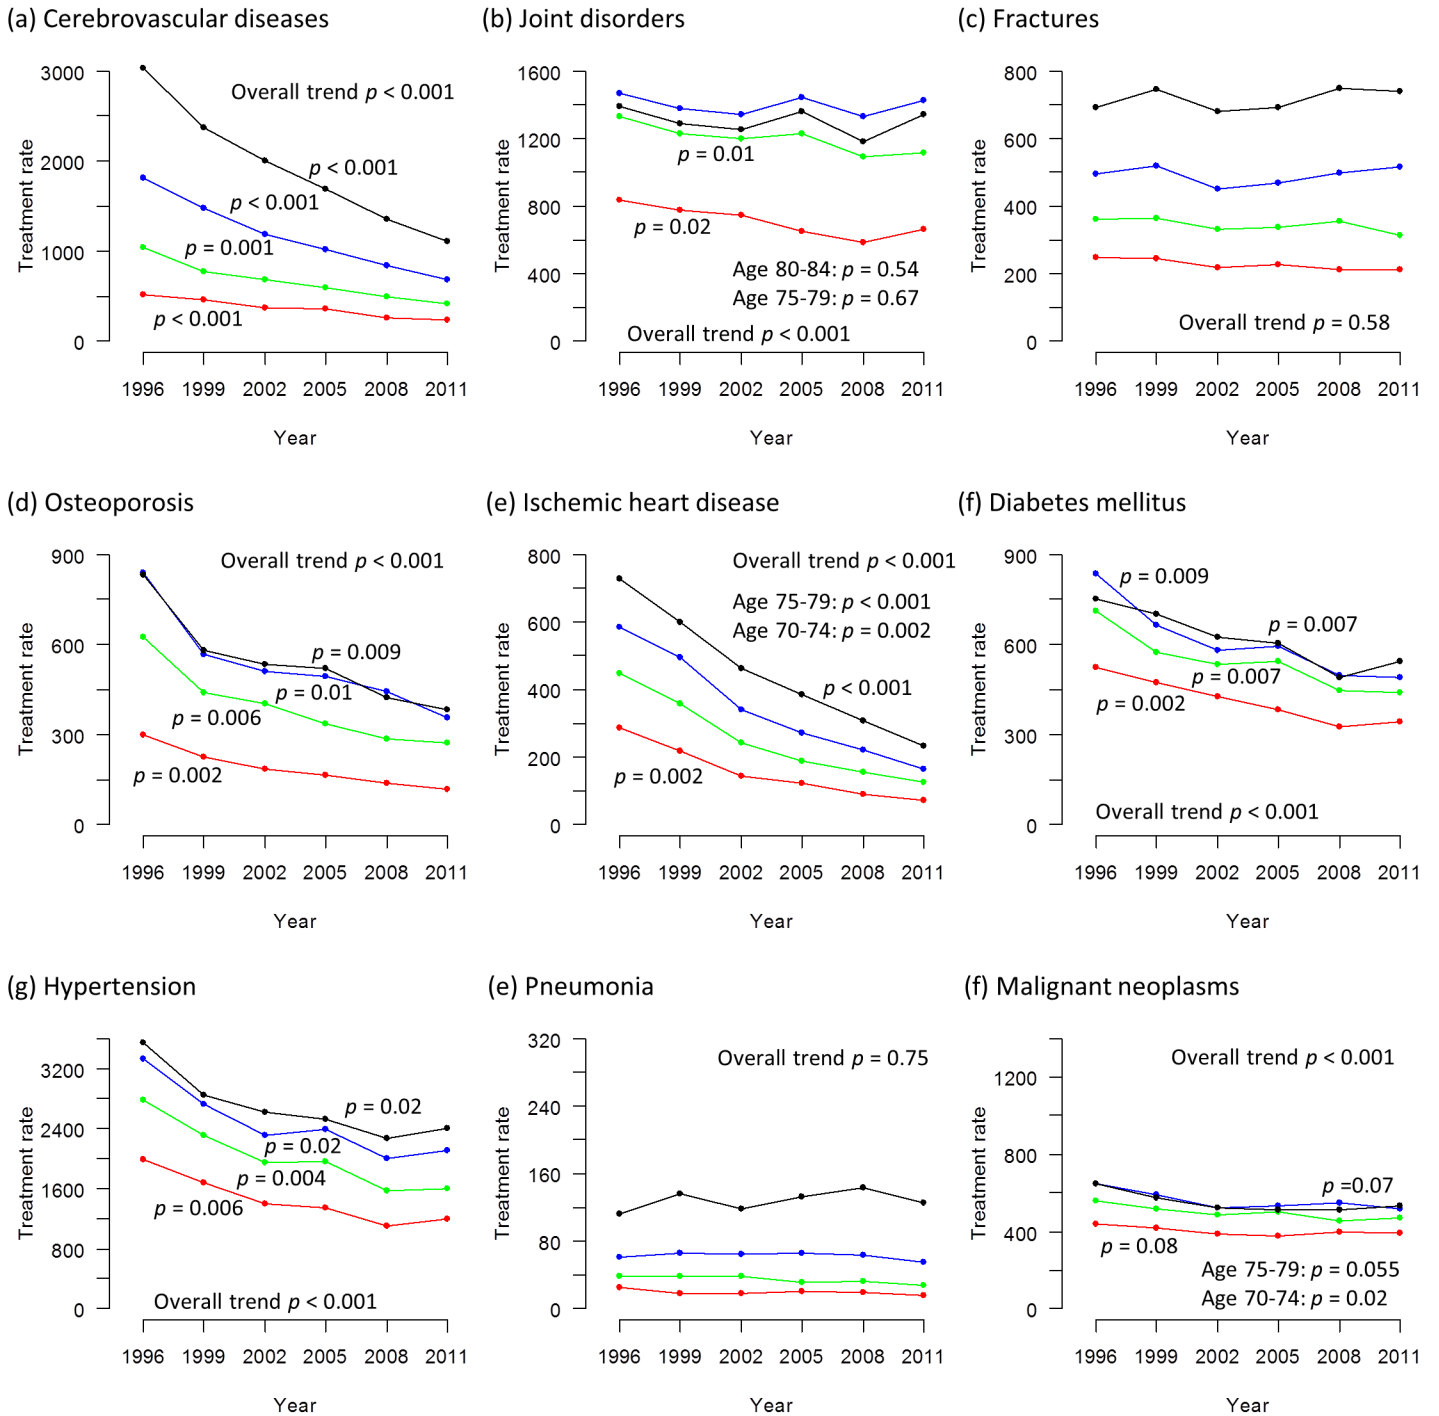 (a) Cerebrovascular diseases
Treatment rate
3000
2000
1000
0
Overall trend p < 0.001
p < 0.001
p < 0.001
p = 0.001
p < 0.001
1996 1999 2002 2005 2008 2011
Year
(b) Joint disorders
Treatment rate
1600
1200
800
400
0
p = 0.01
p = 0.02
Age 80-84: p = 0.54
Age 75-79: p = 0.67
Overall trend p < 0.001
1996 1999 2002 2005 2008 2011
Year
(c) Fractures
Treatment rate
800
600
400
200
0
Overall trend p = 0.58
1996 1999 2002 2005 2008 2011
Year
(d) Osteoporosis
Treatment rate
900
600
300
0
Overall trend p < 0.001
p = 0.009
p = 0.01
p = 0.006
p = 0.002
1996 1999 2002 2005 2008 2011
Year
(e) Ischemic heart disease
Treatment rate
800
600
400
200
0
Overall trend p < 0.001
Age 75-79: p < 0.001
Age 70-74: p = 0.002
p < 0.001
p = 0.002
1996 1999 2002 2005 2008 2011
Year
(f) Diabetes mellitus
Treatment rate
900
600
300
0
p = 0.009
p = 0.007
p = 0.007
p = 0.002
Overall trend p < 0.001
1996 1999 2002 2005 2008 2011
Year
(g) Hypertension
Treatment rate
3200
2400
1600
800
0
p = 0.02
p = 0.02
p = 0.004
p = 0.006
Overall trend p < 0.001
1996 1999 2002 2005 2008 2011
Year
(e) Pneumonia
Treatment rate
320
240
160
80
0
Overall trend p = 0.75
1996 1999 2002 2005 2008 2011
Year
(f) Malignant neoplasms
Treatment rate
1200
800
400
0
Overall trend p < 0.001
p =0.07
p = 0.08
Age 75-79: p = 0.055
Age 70-74: p = 0.02
1996 1999 2002 2005 2008 2011
Year